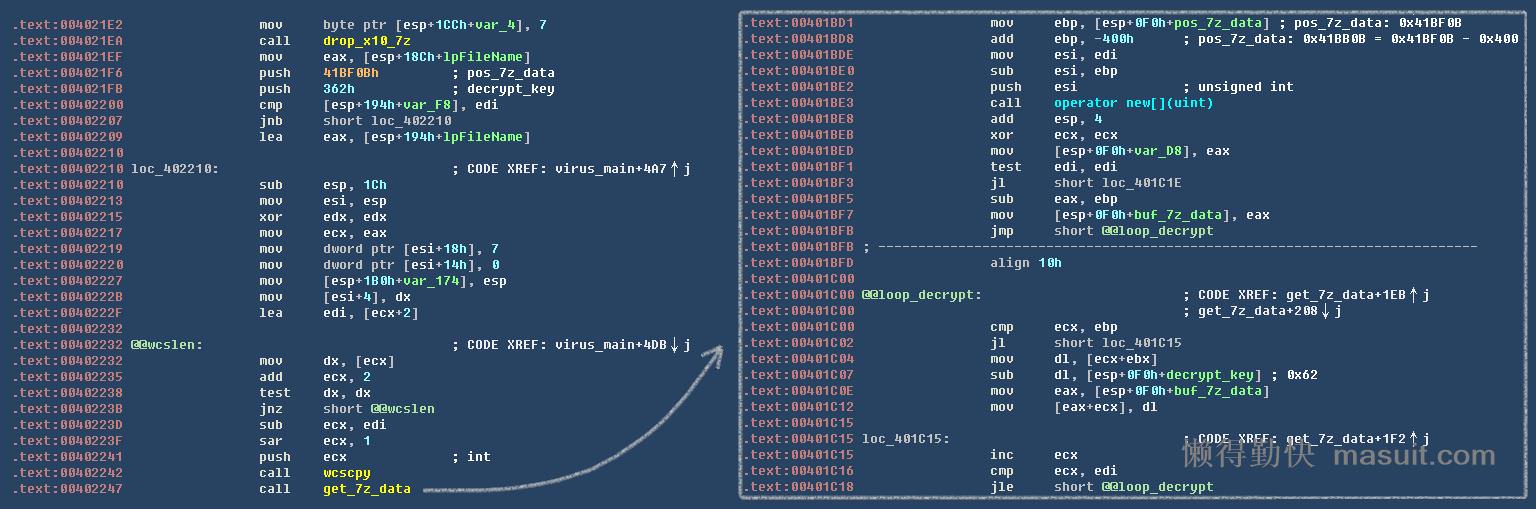 .text:004021E2 mov byte ptr [esp+1CCh+var_4], 7
.text:004021EA call drop_x10_7z
.text:004021EF mov eax, [esp+18Ch+lpFileName]
.text:004021F6 push 41BF0Bh ; pos_7z_data
.text:004021FB push 362h ; decrypt_key
.text:00402200 cmp [esp+194h+var_F8], edi
.text:00402207 jnb short loc_402210
.text:00402209 lea eax, [esp+194h+lpFileName]
.text:00402210
.text:00402210 loc_402210: ; CODE XREF: virus_main+4A7↑j
.text:00402210 sub esp, 1Ch
.text:00402213 mov esi, esp
.text:00402215 xor edx, edx
.text:00402217 mov ecx, eax
.text:00402219 mov dword ptr [esi+18h], 7
.text:00402220 mov dword ptr [esi+14h], 0
.text:00402227 mov [esp+1B0h+var_174], esp
.text:0040222B mov [esi+4], dx
.text:0040222F lea edi, [ecx+2]
.text:00402232
.text:00402232 @@wcslen: ; CODE XREF: virus_main+4DB↓j
.text:00402232 mov dx, [ecx]
.text:00402235 add ecx, 2
.text:00402238 test dx, dx
.text:0040223B jnz short @@wcslen
.text:0040223D sub ecx, edi
.text:0040223F sar ecx, 1
.text:00402241 push ecx ; int
.text:00402242 call wcscpy
.text:00402247 call get_7z_data
.text:00401BD1 mov ebp, [esp+0F0h+pos_7z_data] ; pos_7z_data: 0x41BF0B
.text:00401BD8 add ebp, -400h ; pos_7z_data: 0x41BB0B = 0x41BF0B - 0x400
.text:00401BDE mov esi, edi
.text:00401BE0 sub esi, ebp
.text:00401BE2 push esi ; unsigned int
.text:00401BE3 call operator new[](uint)
.text:00401BE8 add esp, 4
.text:00401BEB xor ecx, ecx
.text:00401BED mov [esp+0F0h+var_D8], eax
.text:00401BF1 test edi, edi
.text:00401BF3 jl short loc_401C1E
.text:00401BF5 sub eax, ebp
.text:00401BF7 mov [esp+0F0h+buf_7z_data], eax
.text:00401BFB jmp short @@loop_decrypt
.text:00401BFB ; ---------------------------------------------------------------------------
.text:00401BFD align 10h
.text:00401C00
.text:00401C00 @@loop_decrypt: ; CODE XREF: get_7z_data+1EB↑j
.text:00401C00 ; get_7z_data+208↓j
.text:00401C00 cmp ecx, ebp
.text:00401C02 jl short loc_401C15
.text:00401C04 mov dl, [ecx+ebx]
.text:00401C07 sub dl, [esp+0F0h+decrypt_key] ; 0x62
.text:00401C0E mov eax, [esp+0F0h+buf_7z_data]
.text:00401C12 mov [eax+ecx], dl
.text:00401C15
.text:00401C15 loc_401C15: ; CODE XREF: get_7z_data+1F2↑j
.text:00401C15 inc ecx
.text:00401C16 cmp ecx, edi
.text:00401C18 jle short @@loop_decrypt
懒得勤快 masuit.com